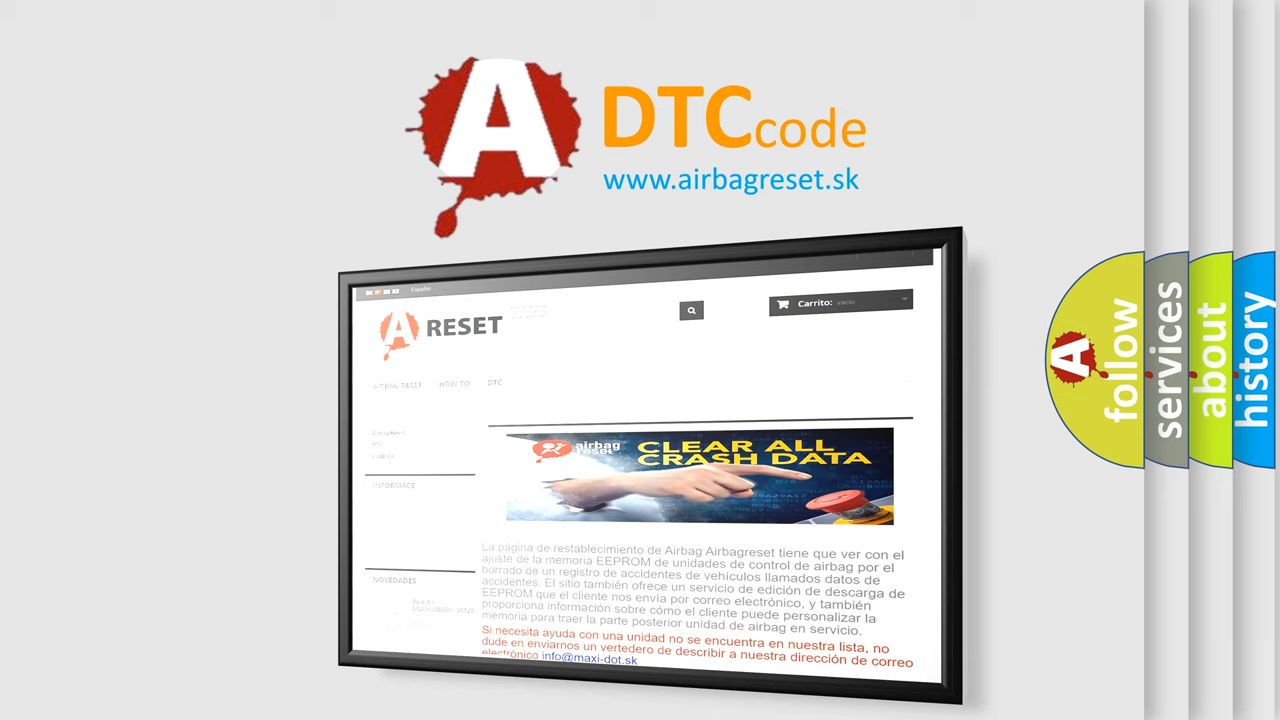 A
DTC code
www.airbagreset.sk
Español
A RESET
Carrito: vacío
AIRBAG RESET HOW TO DTC
INFORMACE
airbag
reset
CLEAR ALL
CRASH DATA
La página de restablecimiento de Airbag Airbagreset tiene que ver con el
ajuste de la memoria EEPROM de unidades de control de airbag por el
borrado de un registro de accidentes de vehículos llamados datos de
accidentes. El sitio también ofrece un servicio de edición de descarga de
EEPROM que el cliente nos envía por correo electrónico, y también
proporciona información sobre cómo el cliente puede personalizar la
memoria para traer la parte posterior unidad de airbag en servicio.
Si necesita ayuda con una unidad no se encuentra en nuestra lista, no
dude en enviarnos un vertedero de describir a nuestra dirección de correo
electrónico info@maxi-dot.sk
NOVEDADES
A
follow
services
about
history